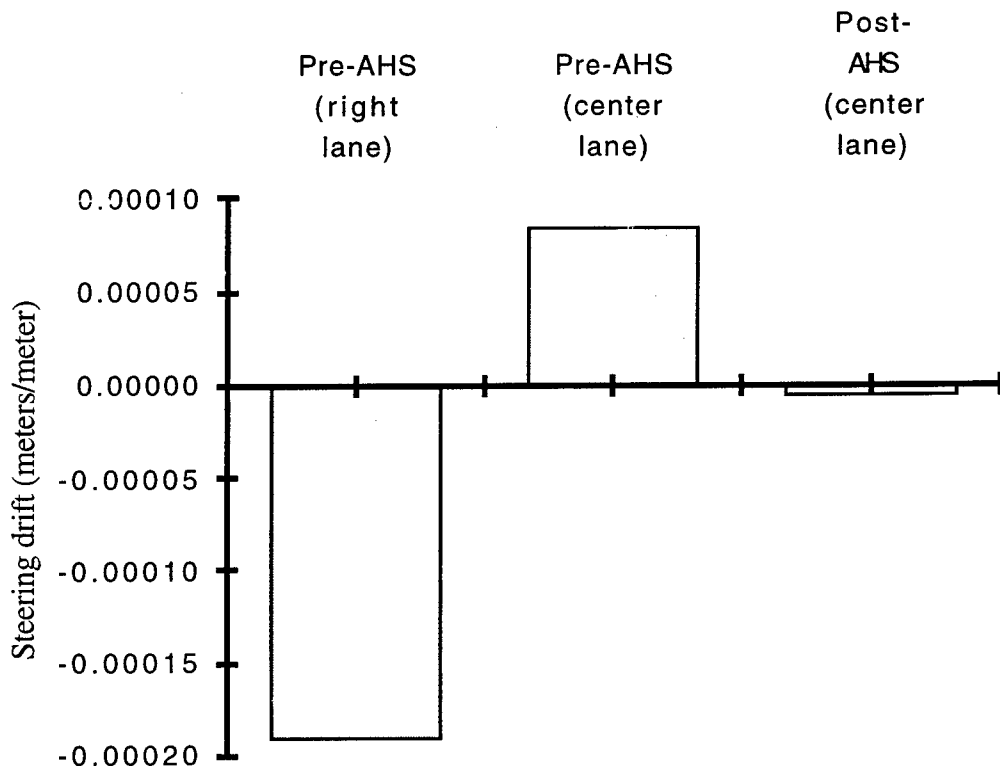 Pre-AHS
(right
lane)
Pre-AHS
(center
lane)
Post-
AHS
(center
lane)
0.00010
0.00005
0.00000
-0.00005
-0.00010
-0.00015
-0.00020
Steering drift (meters/meter)